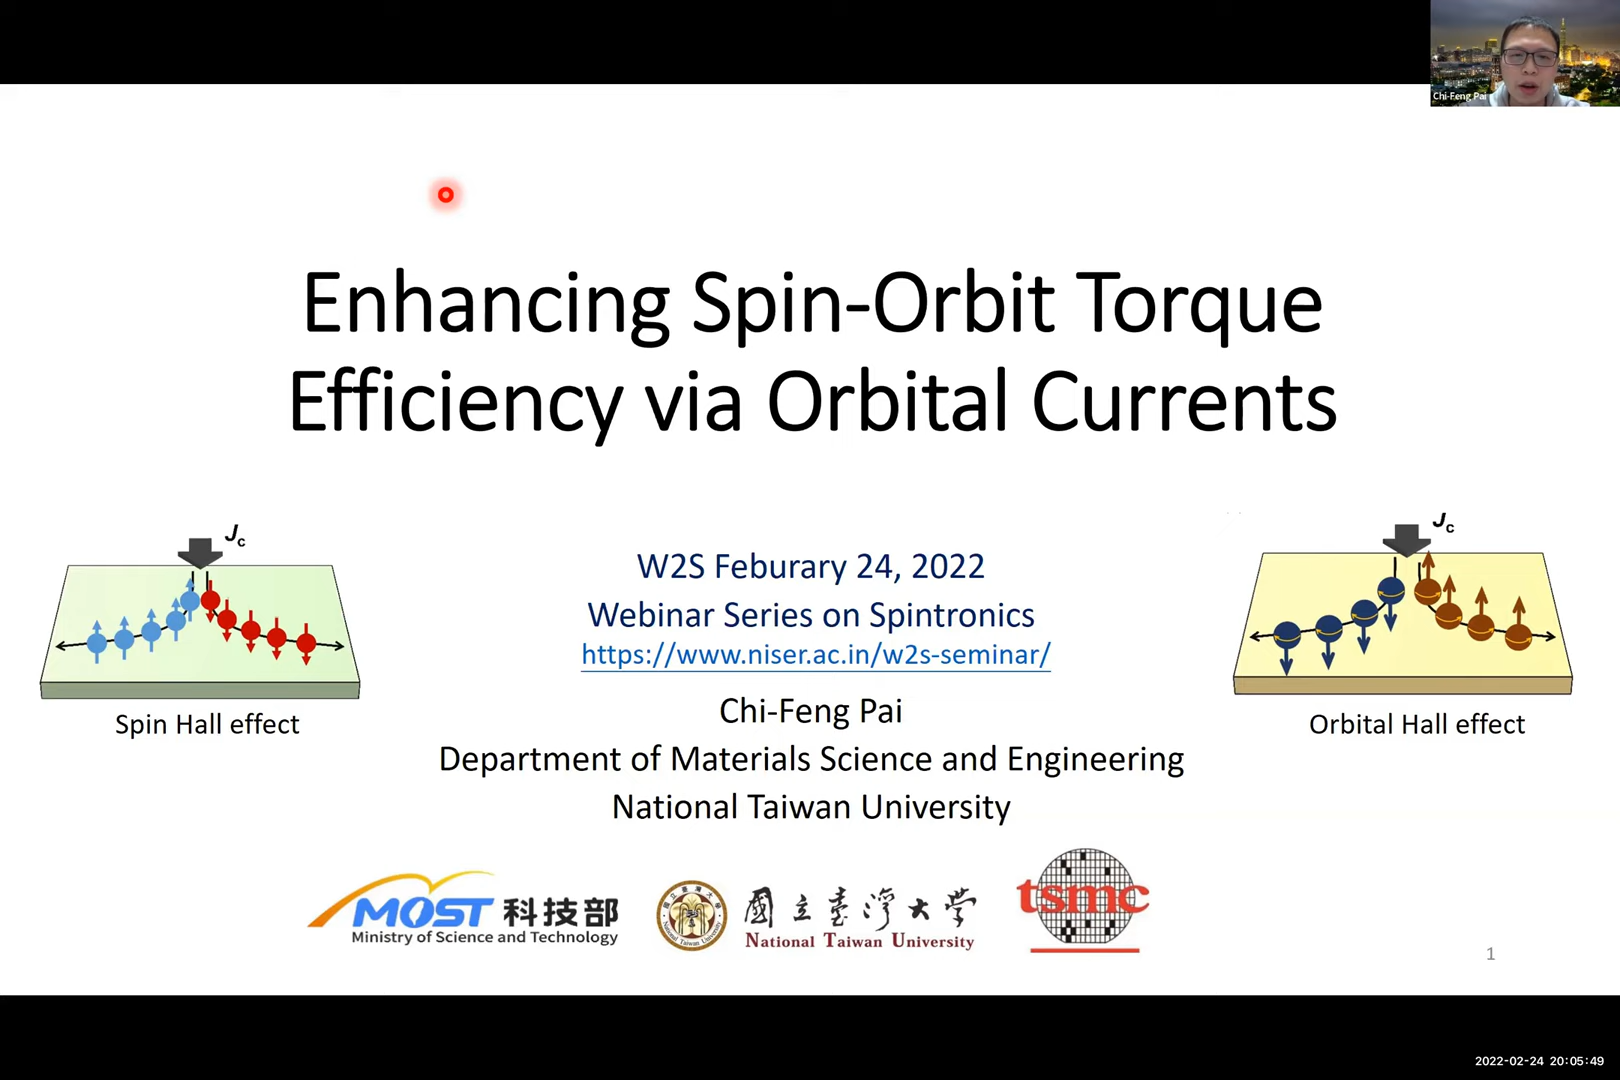 Chi-Feng Pai
Enhancing Spin-Orbit Torque
Efficiency via Orbital Currents
Jc
Spin Hall effect
W2S Feburary 24, 2022
Webinar Series on Spintronics
https://www.niser.ac.in/w2s-seminar/
Chi-Feng Pai
Department of Materials Science and Engineering
National Taiwan University
Jc
Orbital Hall effect
MOST 科技部
Ministry of Science and Technology
國立臺灣大學
National Taiwan University
tsmc
1
2022-02-24 20:05:49